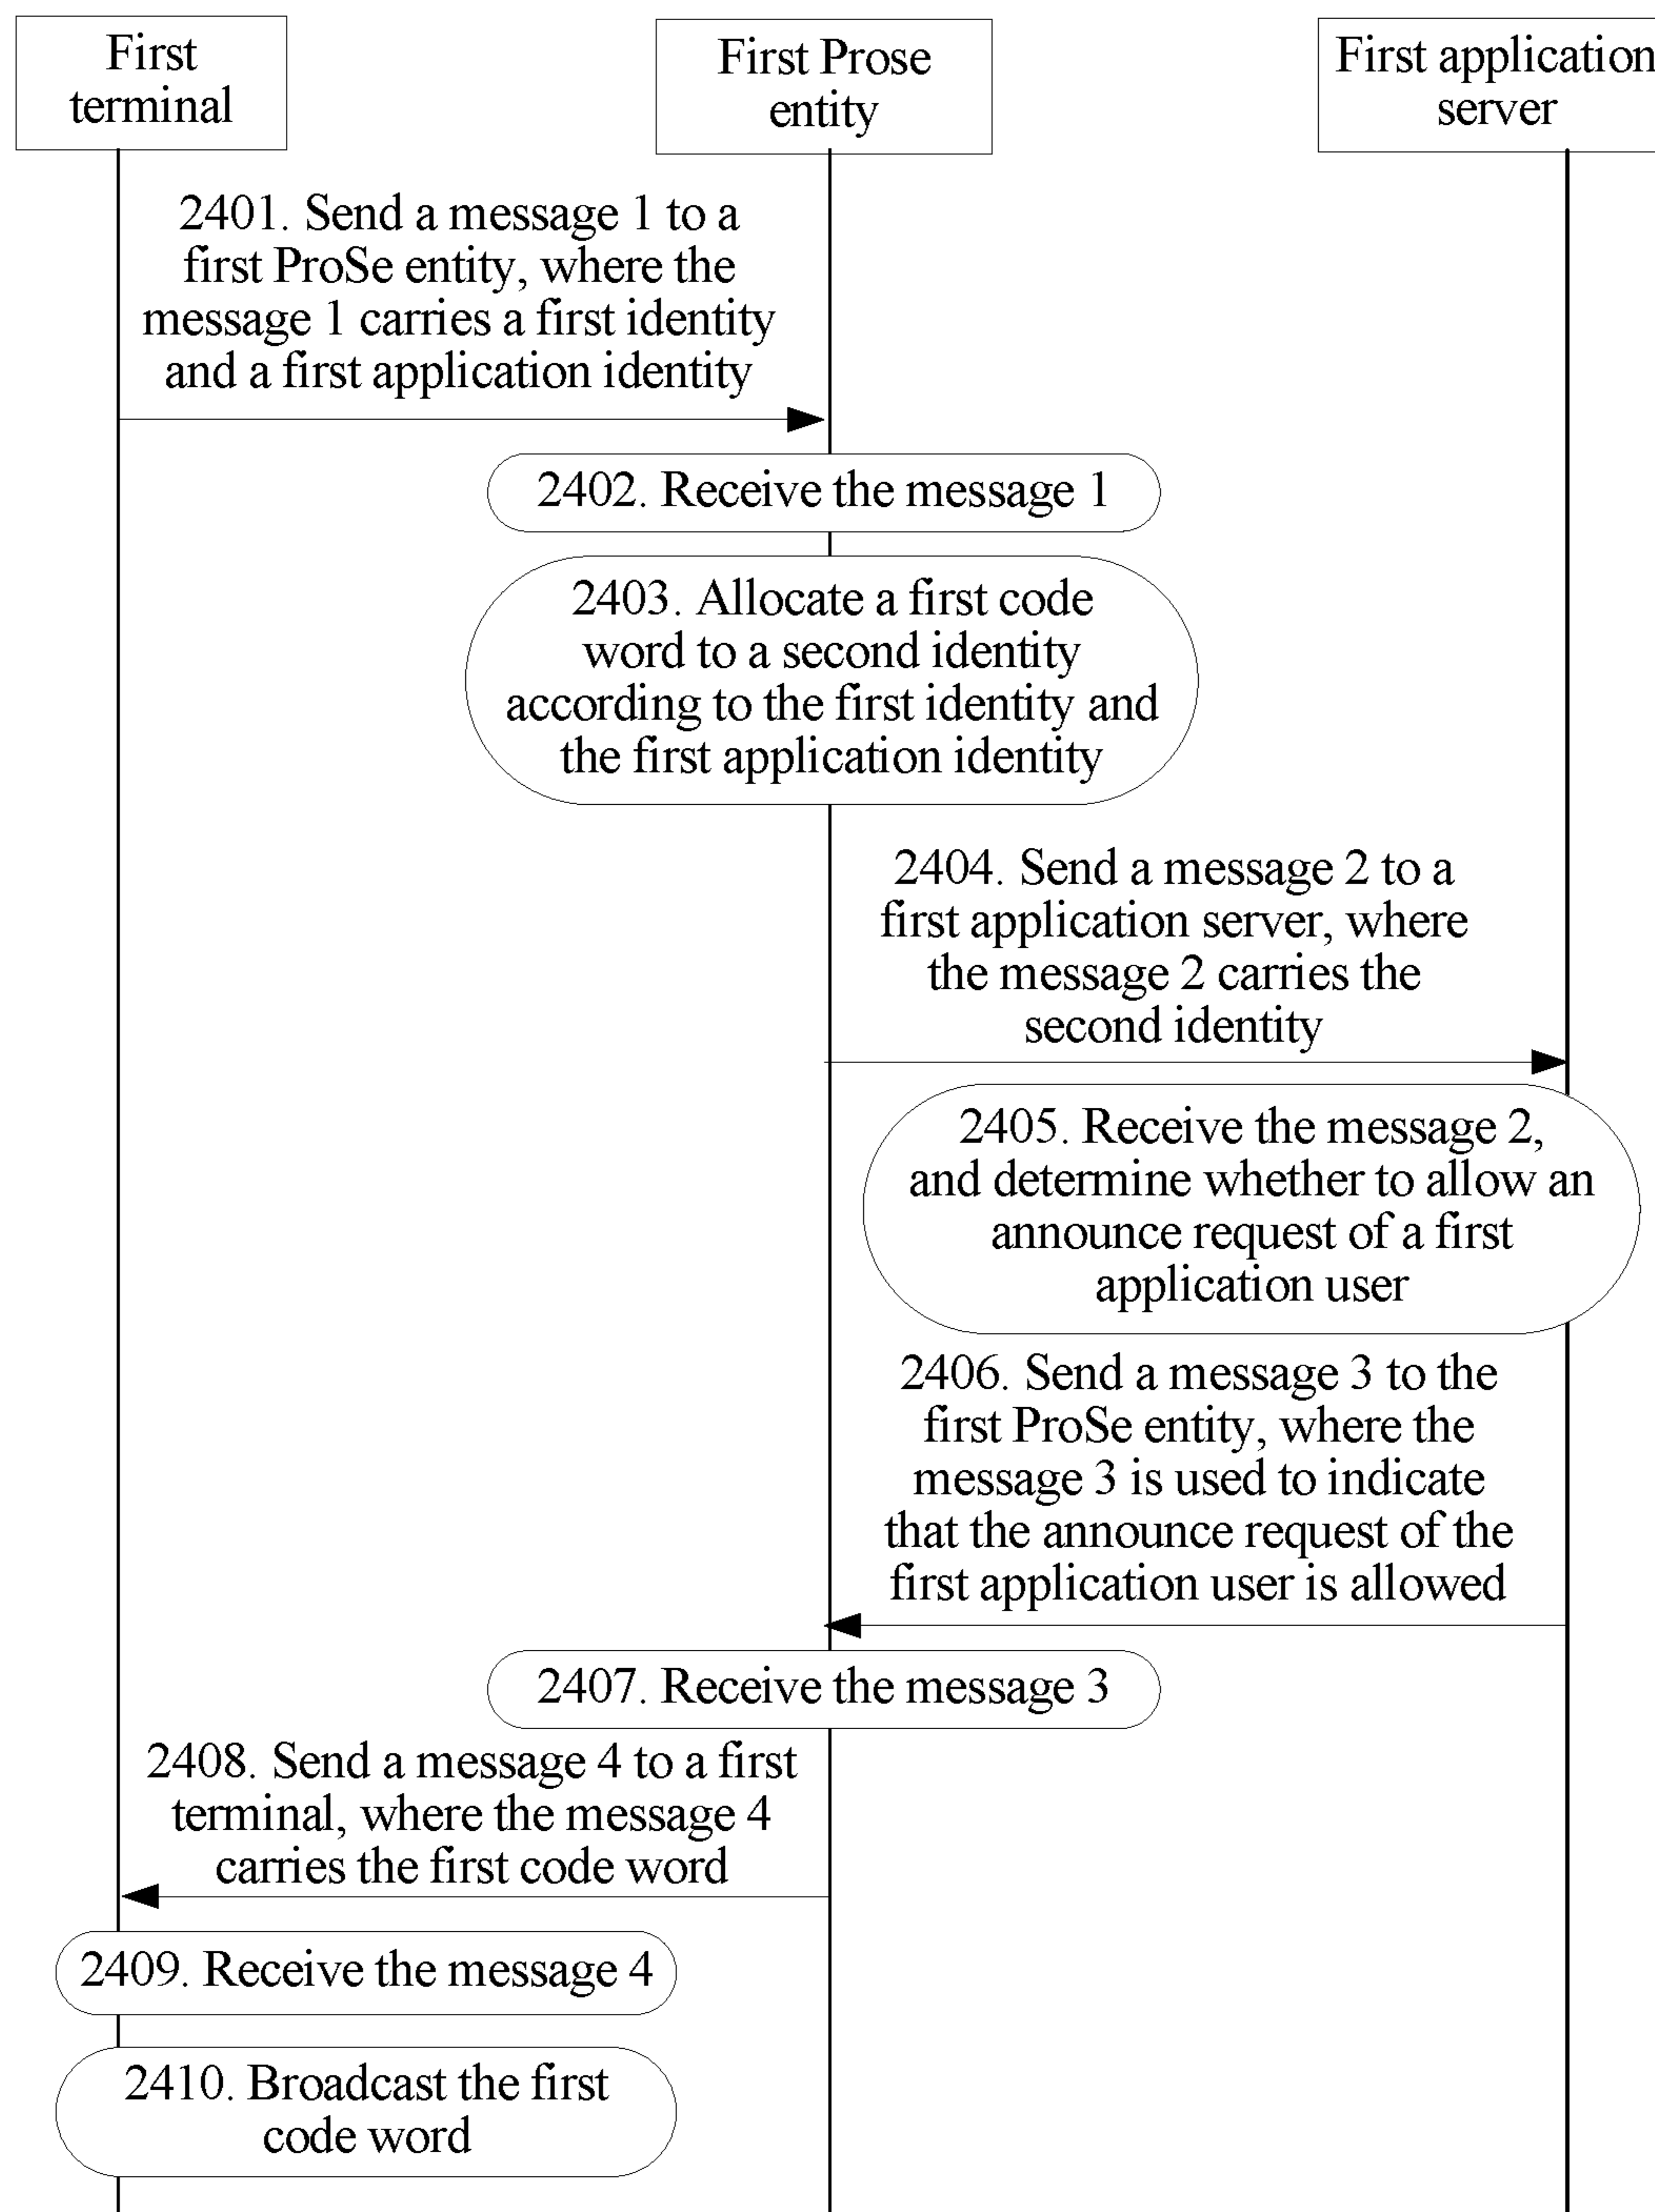 First
terminal
First Prose
entity
First application
server
2401. Send a message 1 to a
first ProSe entity, where the
message 1 carries a first identity
and a first application identity
2402. Receive the message 1
2403. Allocate a first code
word to a second identity
according to the first identity and
the first application identity
2404. Send a message 2 to a
first application server, where
the message 2 carries the
second identity
2405. Receive the message 2,
and determine whether to allow an
announce request of a first
application user
2406. Send a message 3 to the
first ProSe entity, where the
message 3 is used to indicate
that the announce request of the
first application user is allowed
2407. Receive the message 3
2408. Send a message 4 to a first
terminal, where the message 4
carries the first code word
2409. Receive the message 4
2410. Broadcast the first
code word